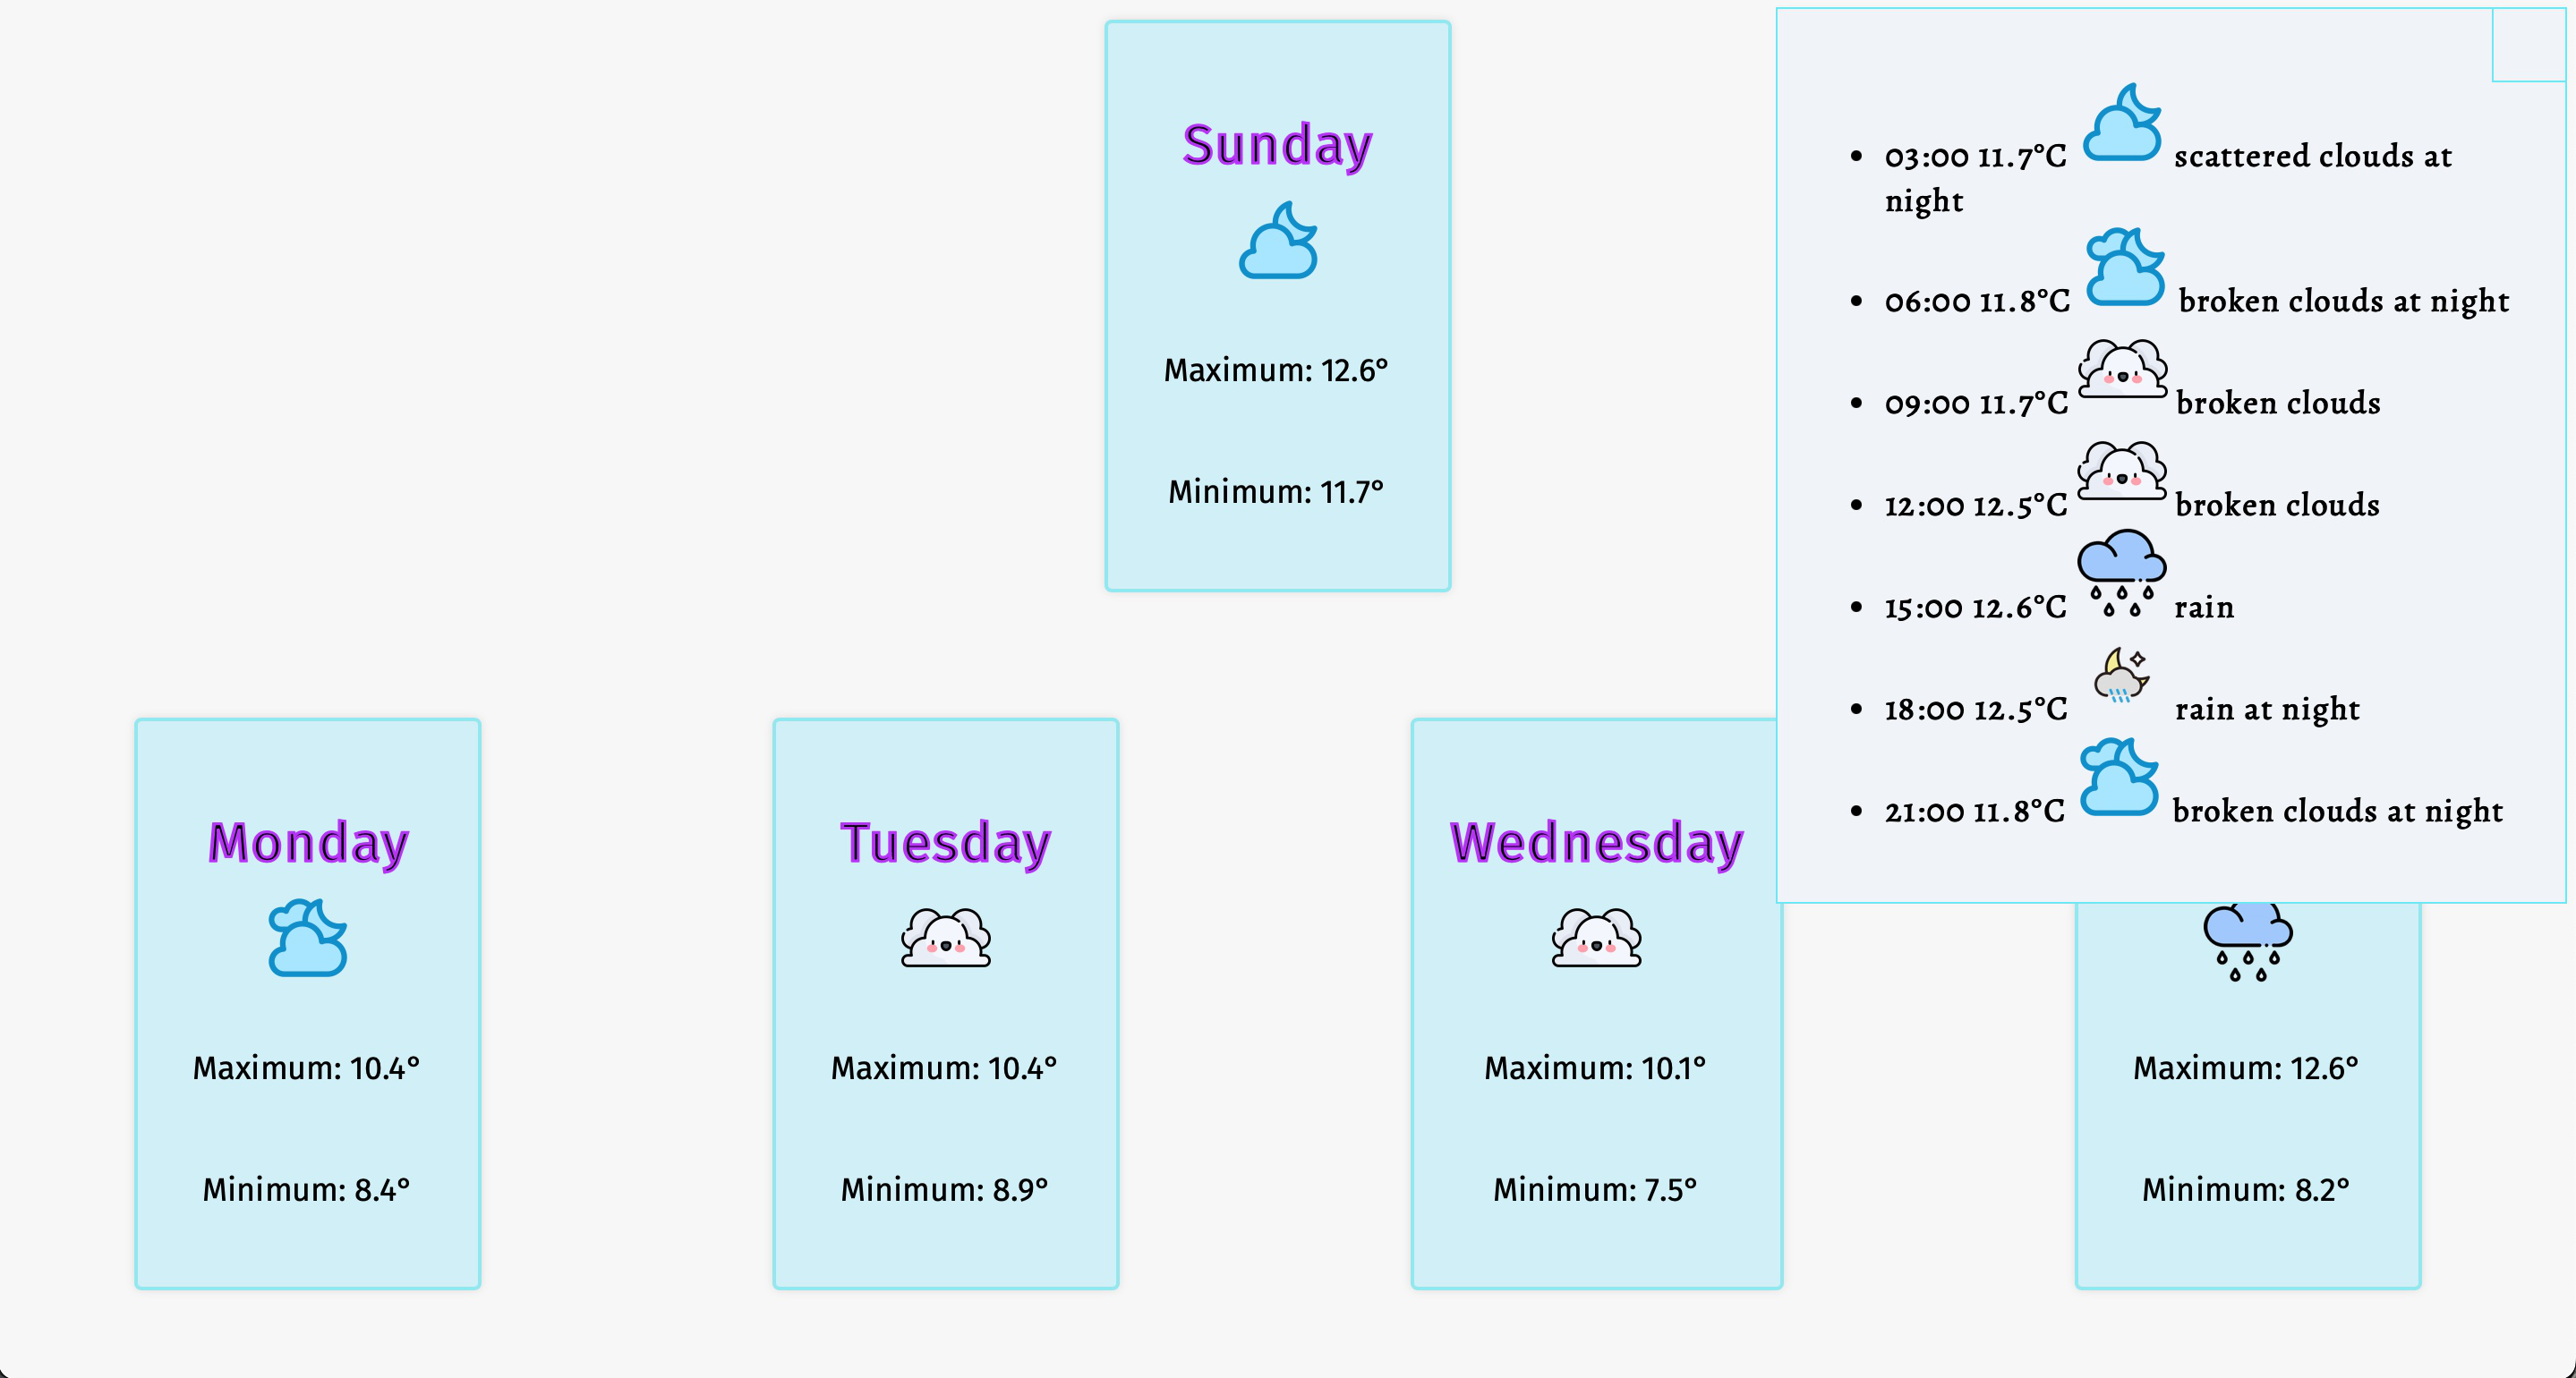 Sunday
Maximum: 12.6°
Minimum: 11.7°
• 03:00 11.7°C scattered clouds at
night
• 06:00 11.8°C broken clouds at night
• 09:00 11.7°C broken clouds
• 12:00 12.5°C broken clouds
• 15:00 12.6°C rain
• 18:00 12.5°C rain at night
• 21:00 11.8°C broken clouds at night
Monday
Maximum: 10.4°
Minimum: 8.4°
Tuesday
Maximum: 10.4°
Minimum: 8.9°
Wednesday
Maximum: 10.1°
Minimum: 7.5°
Maximum: 12.6°
Minimum: 8.2°